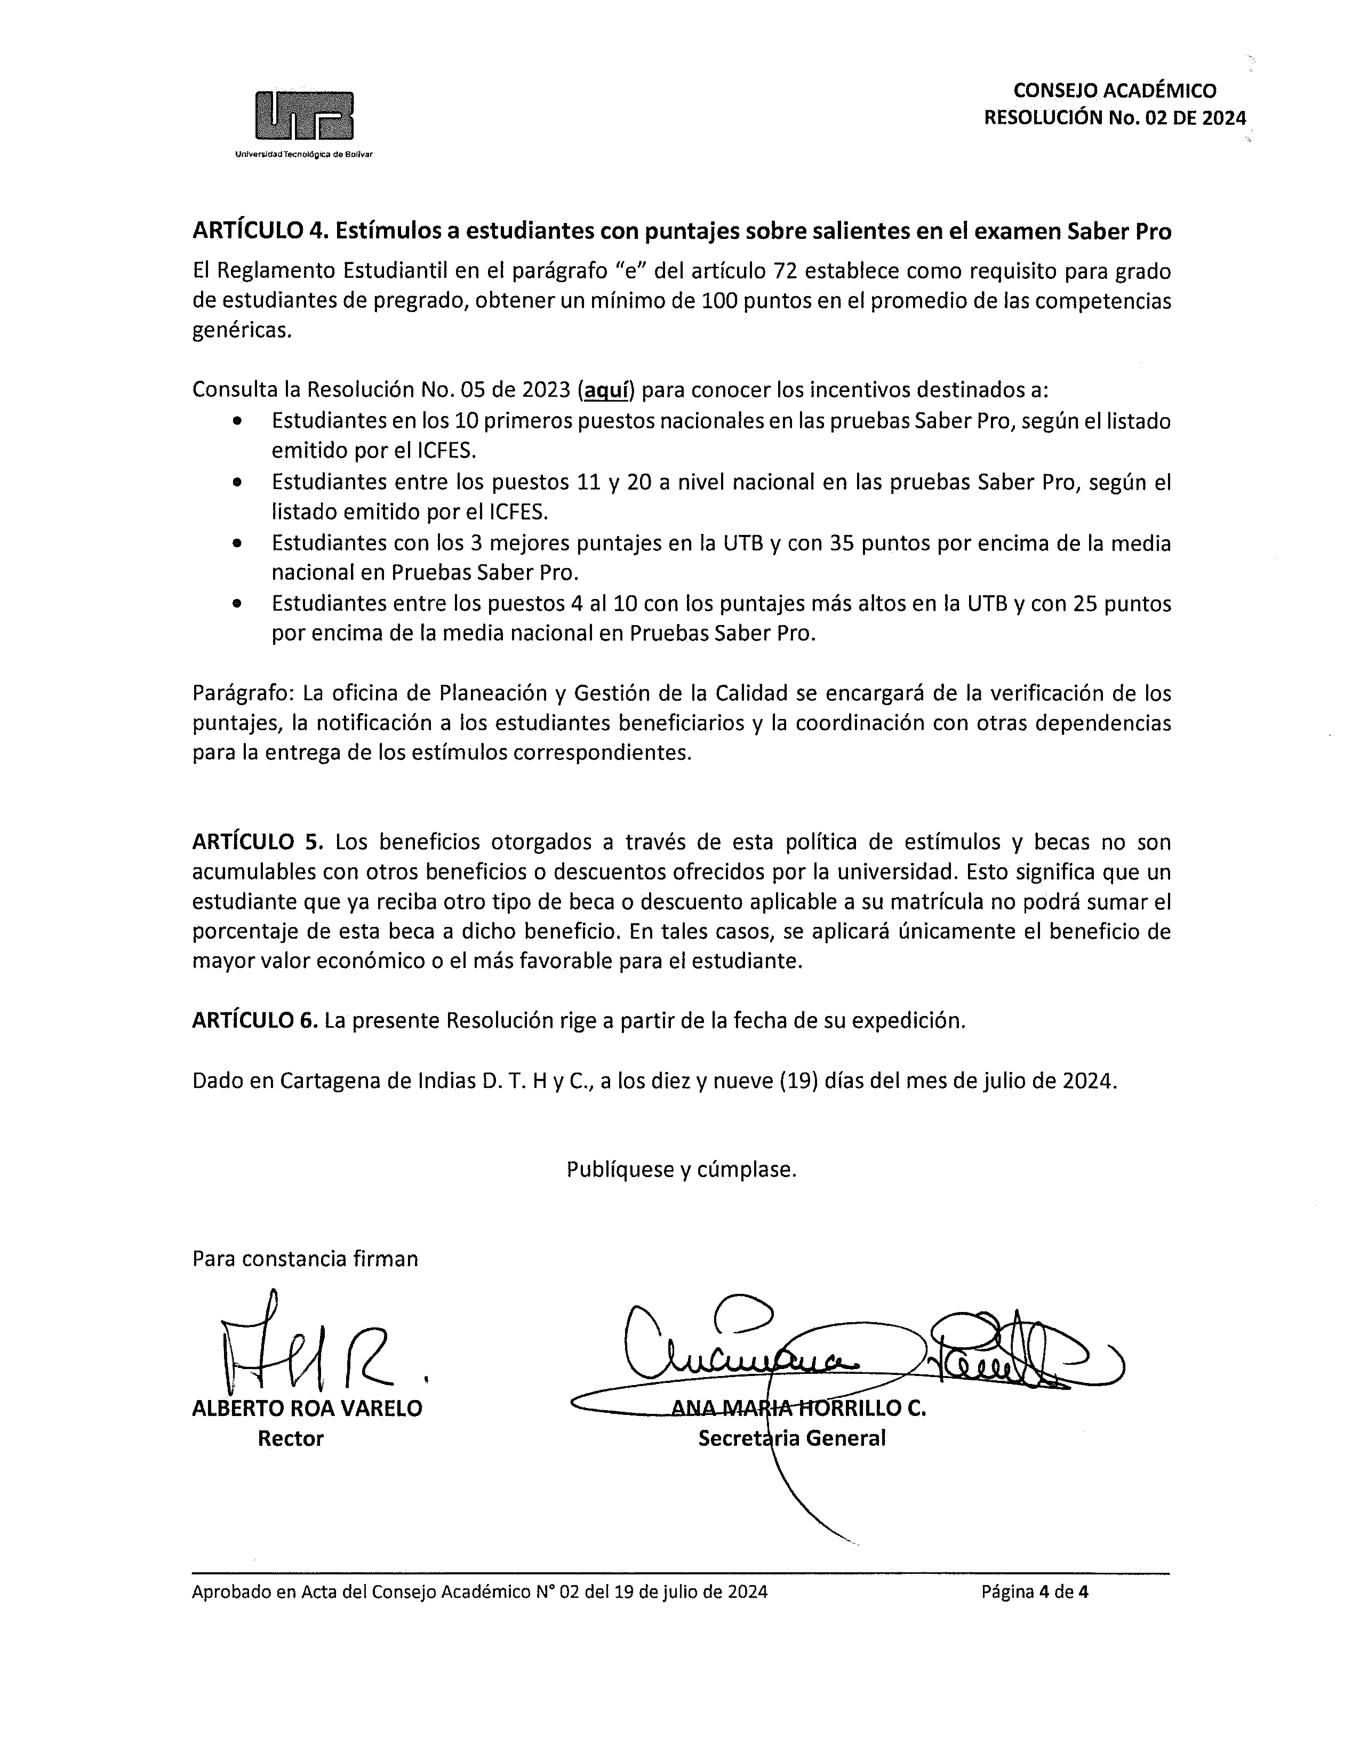 UTB
Universidad Tecnológica de Bolívar
CONSEJO ACADÉMICO
RESOLUCIÓN No. 02 DE 2024
ARTÍCULO 4. Estímulos a estudiantes con puntajes sobre salientes en el examen Saber Pro
El Reglamento Estudiantil en el parágrafo “e” del artículo 72 establece como requisito para grado
de estudiantes de pregrado, obtener un mínimo de 100 puntos en el promedio de las competencias
genéricas.
Consulta la Resolución No. 05 de 2023 (aquí) para conocer los incentivos destinados a:
• Estudiantes en los 10 primeros puestos nacionales en las pruebas Saber Pro, según el listado
emitido por el ICFES.
• Estudiantes entre los puestos 11 y 20 a nivel nacional en las pruebas Saber Pro, según el
listado emitido por el ICFES.
• Estudiantes con los 3 mejores puntajes en la UTB y con 35 puntos por encima de la media
nacional en Pruebas Saber Pro.
• Estudiantes entre los puestos 4 al 10 con los puntajes más altos en la UTB y con 25 puntos
por encima de la media nacional en Pruebas Saber Pro.
Parágrafo: La oficina de Planeación y Gestión de la Calidad se encargará de la verificación de los
puntajes, la notificación a los estudiantes beneficiarios y la coordinación con otras dependencias
para la entrega de los estímulos correspondientes.
ARTÍCULO 5. Los beneficios otorgados a través de esta política de estímulos y becas no son
acumulables con otros beneficios o descuentos ofrecidos por la universidad. Esto significa que un
estudiante que ya reciba otro tipo de beca o descuento aplicable a su matrícula no podrá sumar el
porcentaje de esta beca a dicho beneficio. En tales casos, se aplicará únicamente el beneficio de
mayor valor económico o el más favorable para el estudiante.
ARTÍCULO 6. La presente Resolución rige a partir de la fecha de su expedición.
Dado en Cartagena de Indias D. T. H y C., a los diez y nueve (19) días del mes de julio de 2024.
Publíquese y cúmplase.
Para constancia firman
ALBERTO ROA VARELO
Rector
ANA MARIA HORRILLO C.
Secretaria General
Aprobado en Acta del Consejo Académico N° 02 del 19 de julio de 2024
Página 4 de 4